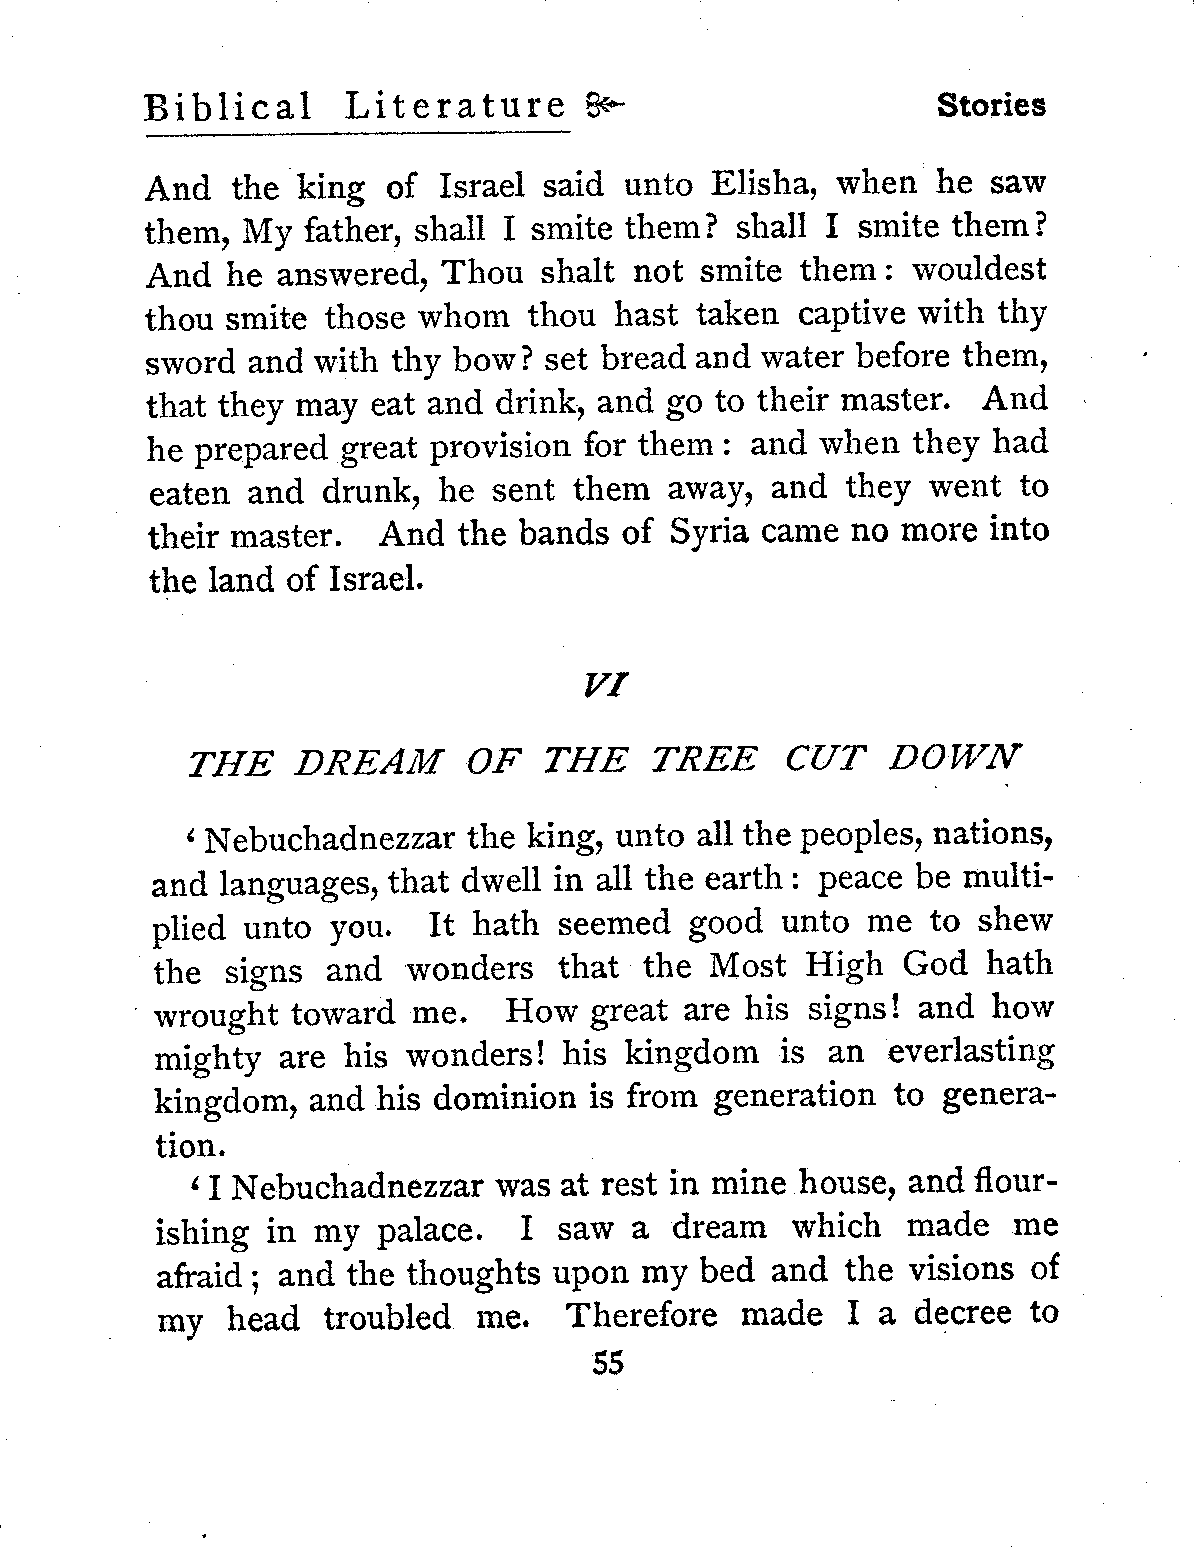 Biblical Literature Stories
And the king of Israel said unto Elisha, when he saw
them, My father, shall I smite them? shall I smite them?
And he answered, Thou shalt not smite them: wouldest
thou smite those whom thou hast taken captive with thy
sword and with thy bow? set bread and water before them,
that they may eat and drink, and go to their master. And
he prepared great provision for them: and when they had
eaten and drunk, he sent them away, and they went to
their master. And the bands of Syria came no more into
the land of Israel.
VI
THE DREAM OF THE TREE CUT DOWN
‘Nebuchadnezzar the king, unto all the peoples, nations,
and languages, that dwell in all the earth: peace be multi-
plied unto you. It hath seemed good unto me to shew
the signs and wonders that the Most High God hath
wrought toward me. How great are his signs! and how
mighty are his wonders! his kingdom is an everlasting
kingdom, and his dominion is from generation to genera-
tion.
‘I Nebuchadnezzar was at rest in mine house, and flour-
ishing in my palace. I saw a dream which made me
afraid; and the thoughts upon my bed and the visions of
my head troubled me. Therefore made I a decree to
55